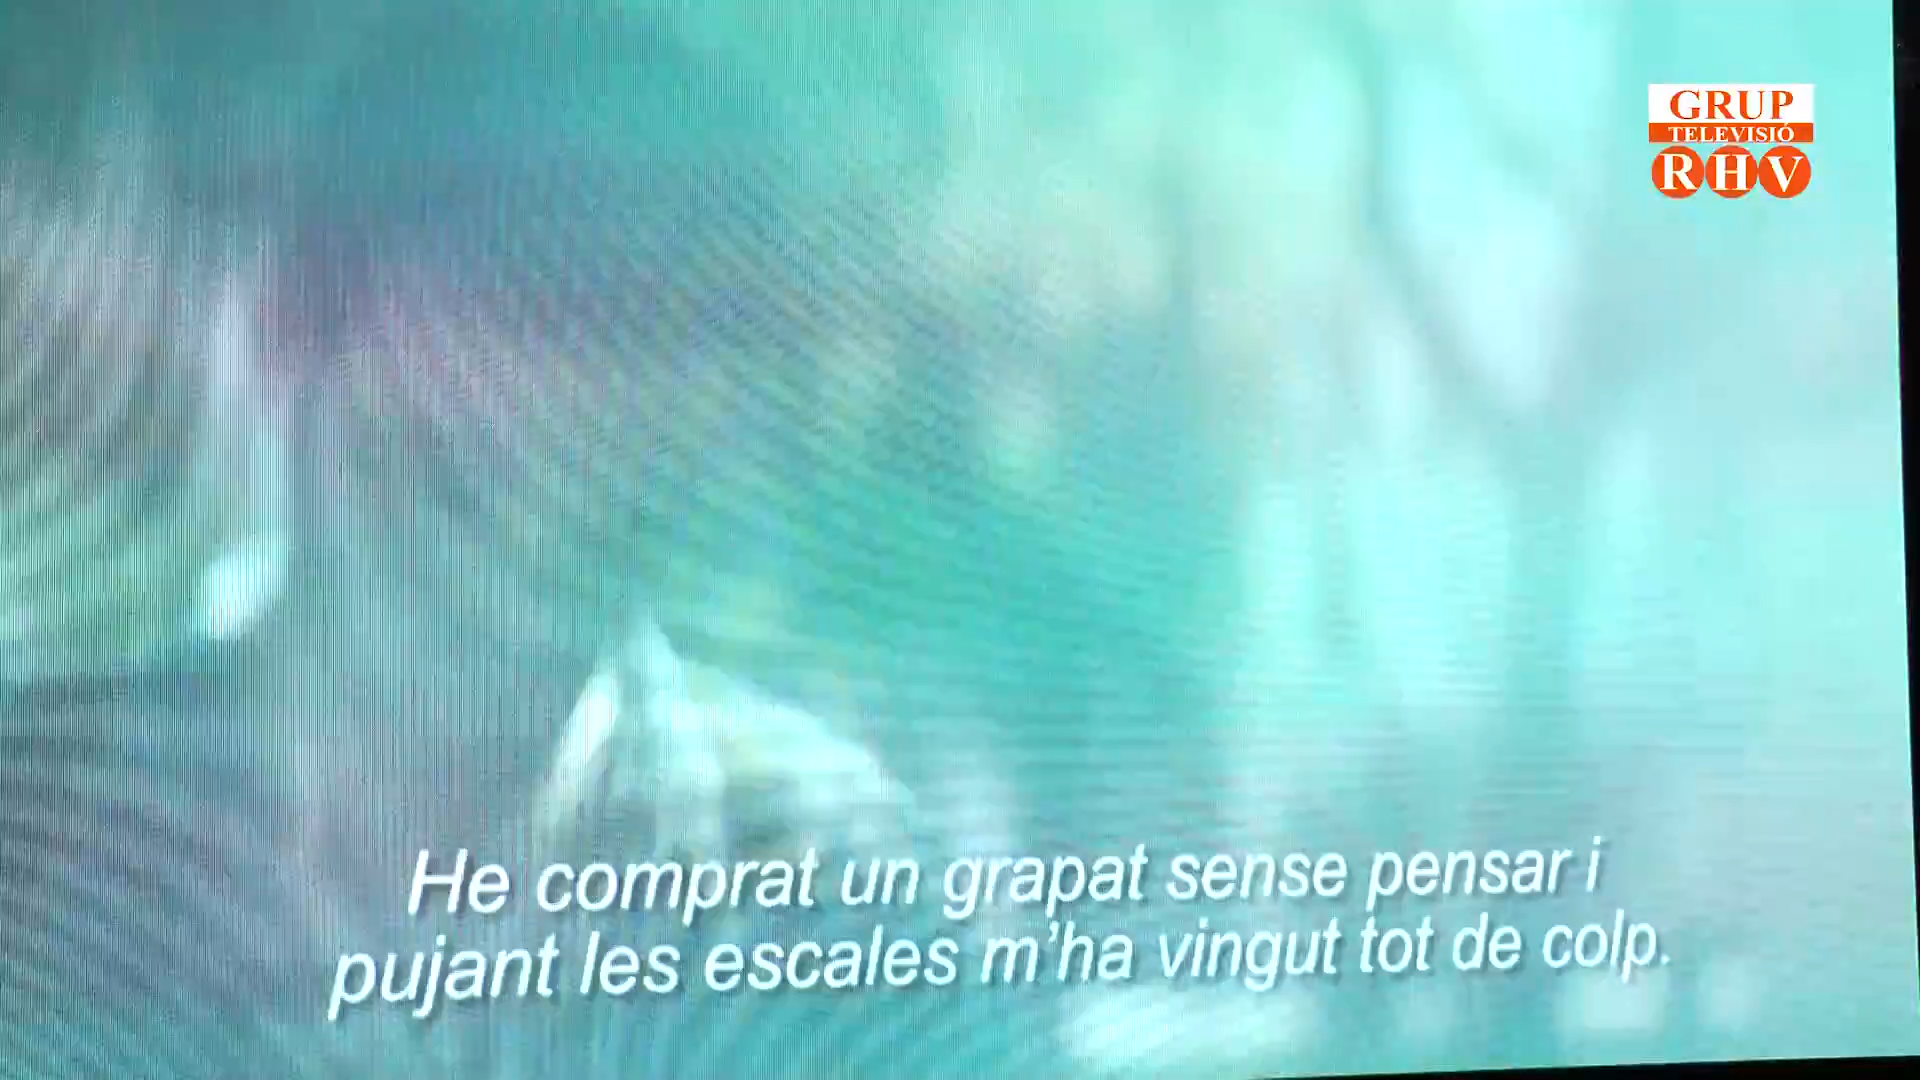 GRUP
TELEVISIÓ
RHV
He comprat un grapat sense pensar i
pujant les escales m'ha vingut tot de colp.